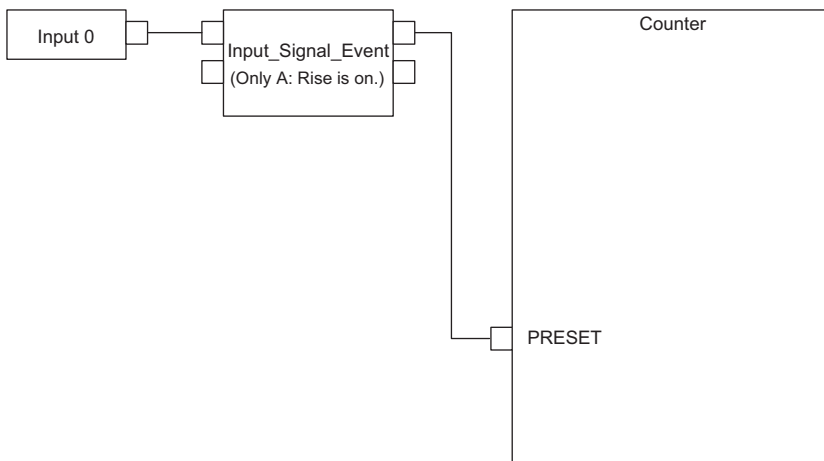 Input 0
Input_Signal_Event
(Only A: Rise is on.)
Counter
PRESET